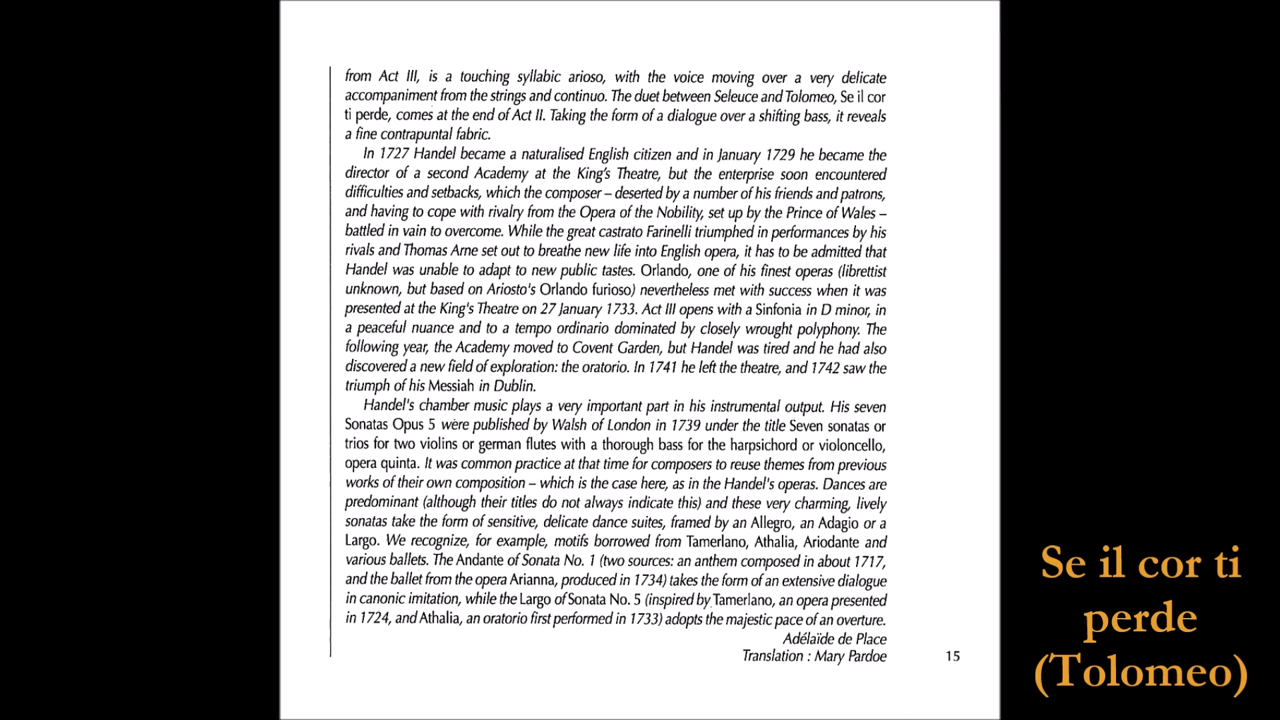 from Act III, is a touching syllabic arioso, with the voice moving over a very delicate
accompaniment from the strings and continuo. The duet between Seleuce and Tolomeo, Se il cor
ti perde, comes at the end of Act II. Taking the form of a dialogue over a shifting bass, it reveals
a fine contrapuntal fabric.
In 1727 Handel became a naturalised English citizen and in January 1729 he became the
director of a second Academy at the King's Theatre, but the enterprise soon encountered
difficulties and setbacks, which the composer – deserted by a number of his friends and patrons,
and having to cope with rivalry from the Opera of the Nobility, set up by the Prince of Wales –
battled in vain to overcome. While the great castrato Farinelli triumphed in performances by his
rivals and Thomas Arne set out to breathe new life into English opera, it has to be admitted that
Handel was unable to adapt to new public tastes. Orlando, one of his finest operas (librettist
unknown, but based on Ariosto's Orlando furioso) nevertheless met with success when it was
presented at the King's Theatre on 27 January 1733. Act III opens with a Sinfonia in D minor, in
a peaceful nuance and to a tempo ordinario dominated by closely wrought polyphony. The
following year, the Academy moved to Covent Garden, but Handel was tired and he had also
discovered a new field of exploration: the oratorio. In 1741 he left the theatre, and 1742 saw the
triumph of his Messiah in Dublin.
Handel's chamber music plays a very important part in his instrumental output. His seven
Sonatas Opus 5 were published by Walsh of London in 1739 under the title Seven sonatas or
trios for two violins or german flutes with a thorough bass for the harpsichord or violoncello,
opera quinta. It was common practice at that time for composers to reuse themes from previous
works of their own composition – which is the case here, as in the Handel's operas. Dances are
predominant (although their titles do not always indicate this) and these very charming, lively
sonatas take the form of sensitive, delicate dance suites, framed by an Allegro, an Adagio or a
Largo. We recognize, for example, motifs borrowed from Tamerlano, Athalia, Ariodante and
various ballets. The Andante of Sonata No. 1 (two sources: an anthem composed in about 1717,
and the ballet from the opera Arianna, produced in 1734) takes the form of an extensive dialogue
in canonic imitation, while the Largo of Sonata No. 5 (inspired by Tamerlano, an opera presented
in 1724, and Athalia, an oratorio first performed in 1733) adopts the majestic pace of an overture.
Adélaïde de Place
Translation : Mary Pardoe
15
Se il cor ti
perde
(Tolomeo)